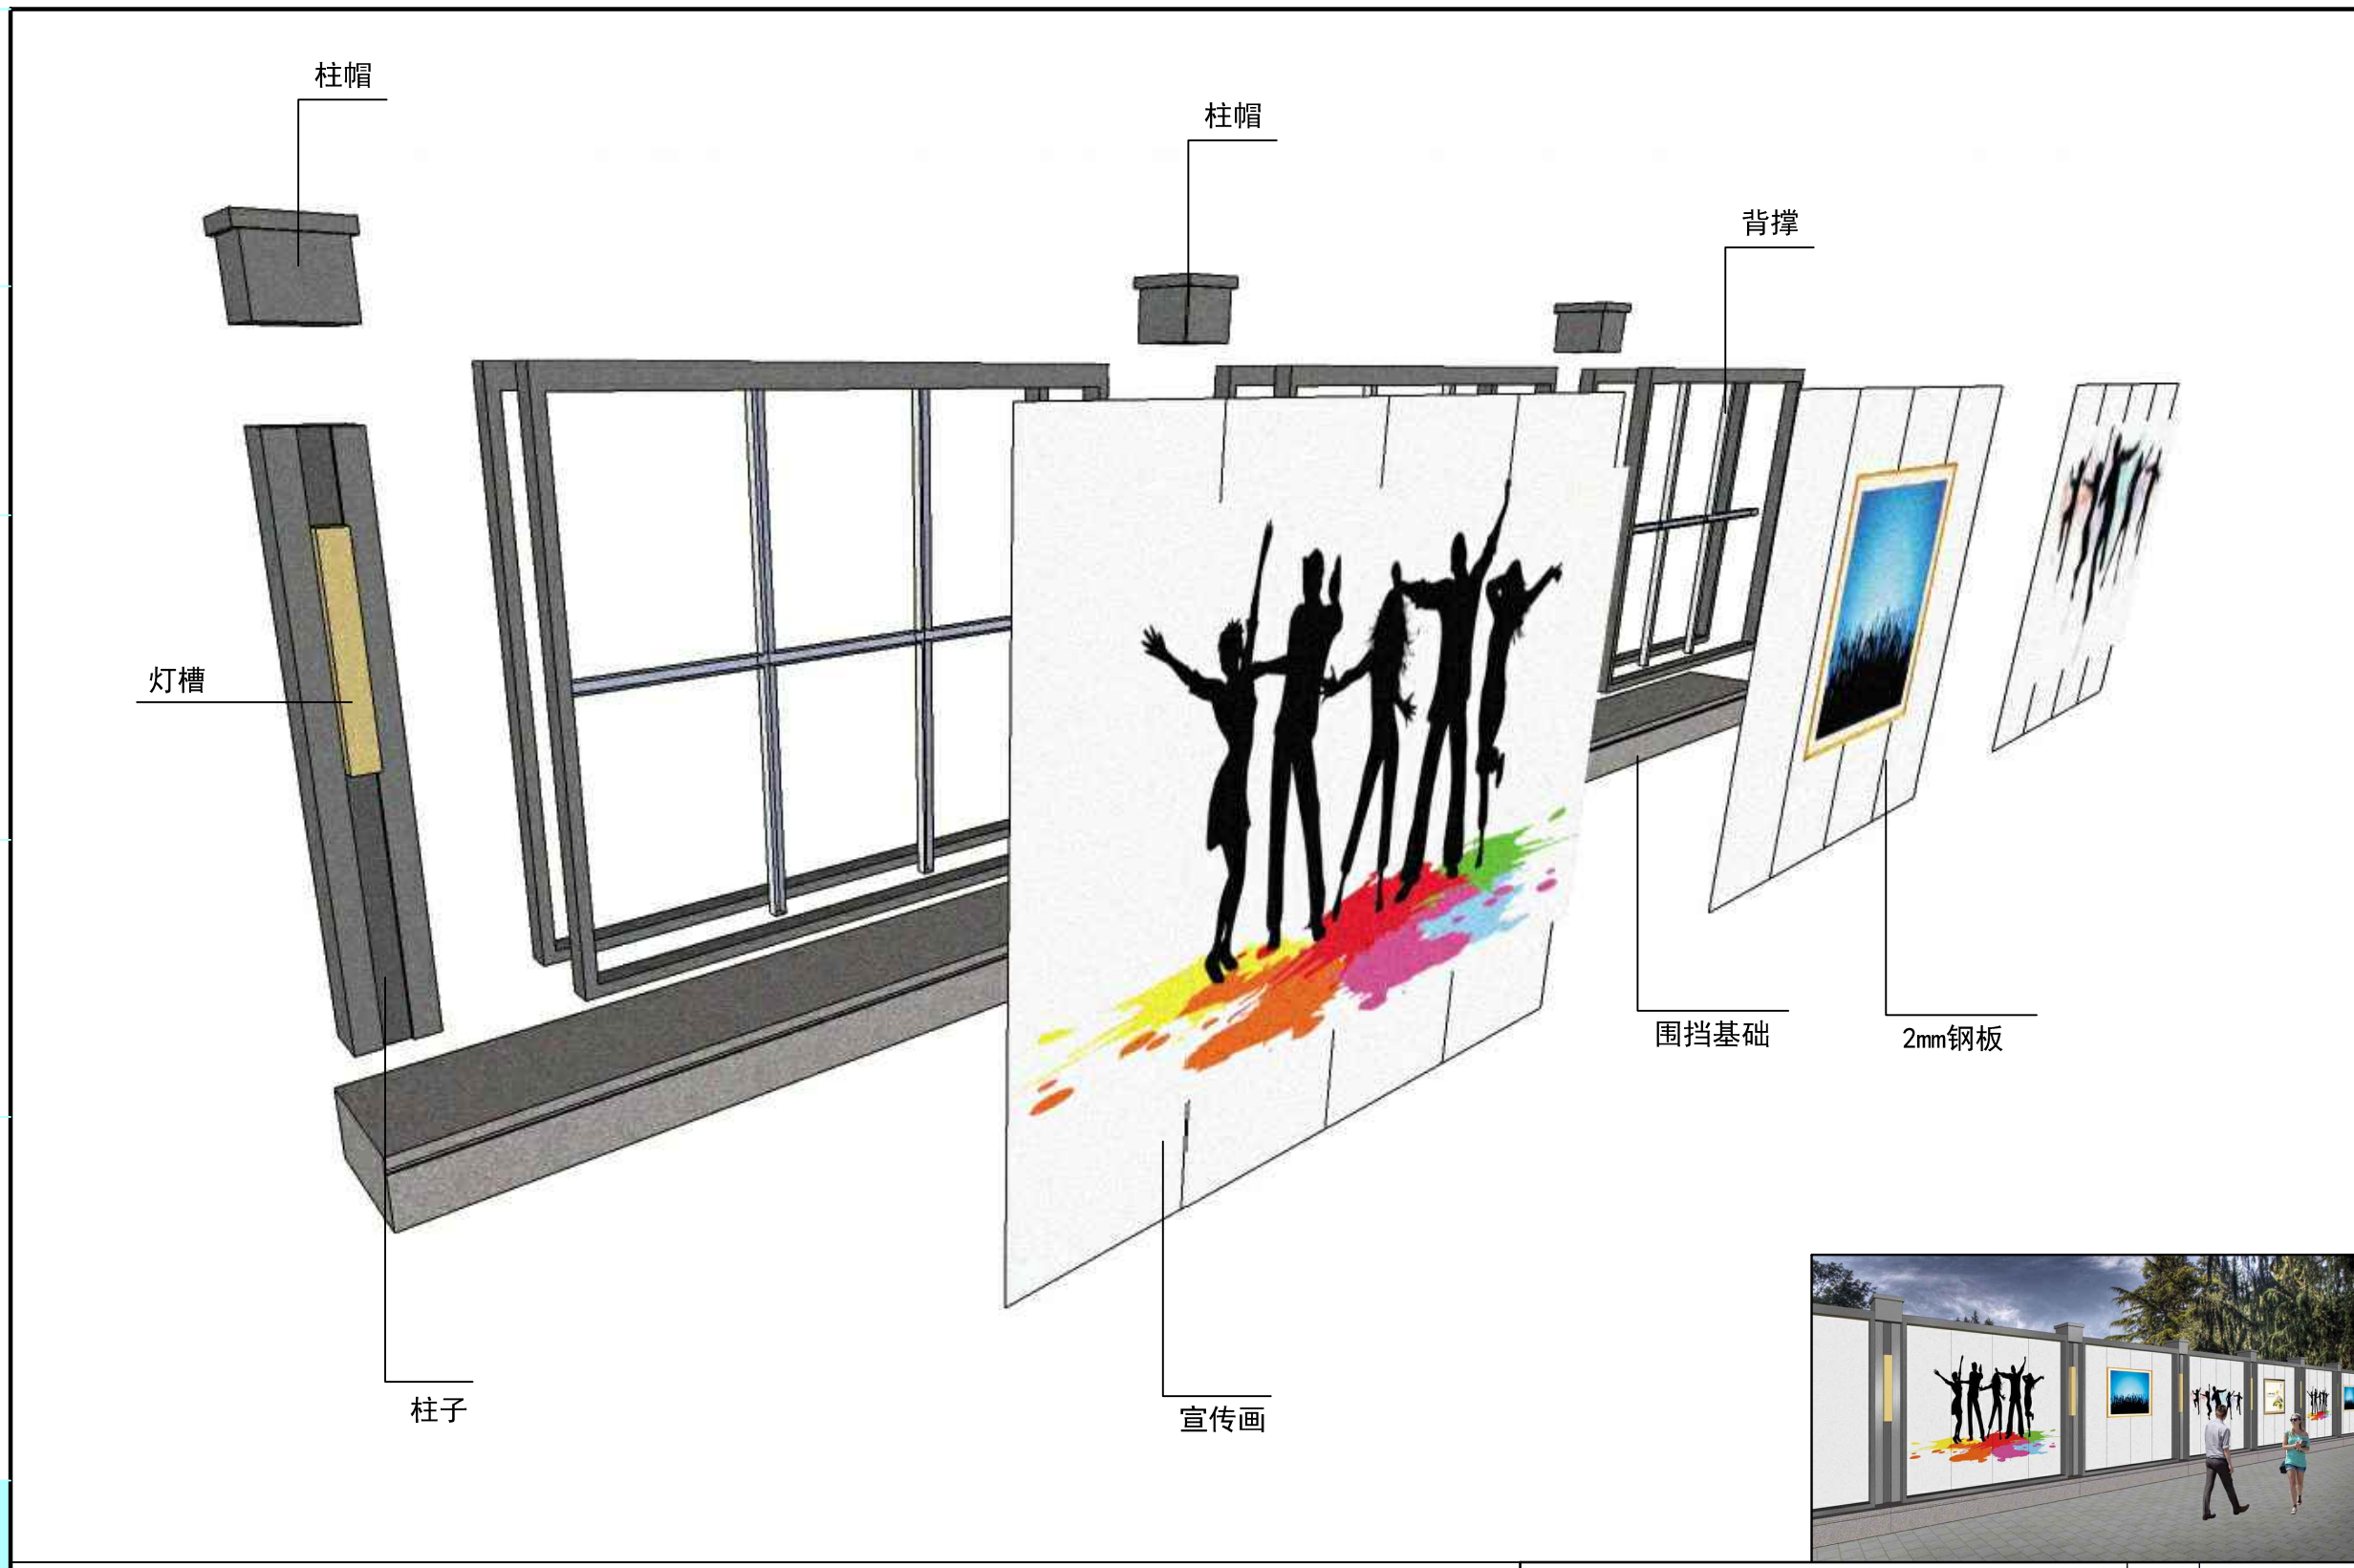 柱帽
柱帽
背撑
灯槽
围挡基础
2mm钢板
柱子
宣传画